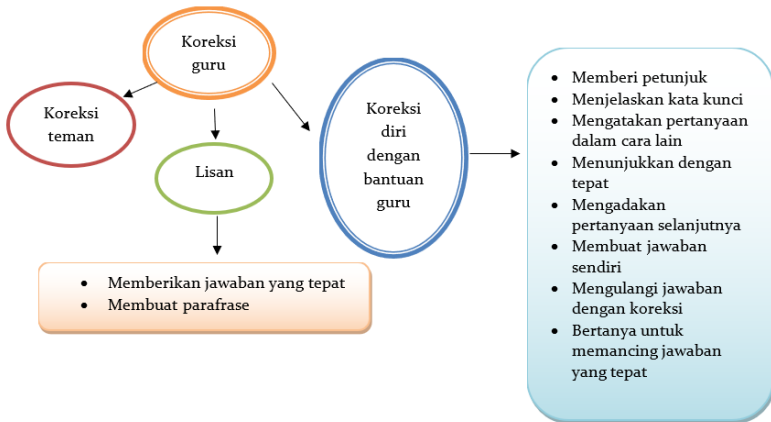 Koreksi
guru
Koreksi
teman
Lisan
Koreksi
diri
dengan
bantuan
guru
• Memberikan jawaban yang tepat
• Membuat parafrase
• Memberi petunjuk
• Menjelaskan kata kunci
• Mengatakan pertanyaan
dalam cara lain
• Menunjukkan dengan
tepat
• Mengadakan
pertanyaan selanjutnya
• Membuat jawaban
sendiri
• Mengulangi jawaban
dengan koreksi
• Bertanya untuk
memancing jawaban
yang tepat